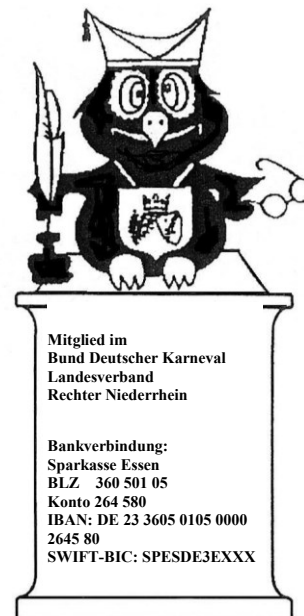 Mitglied im
Bund Deutscher Karneval
Landesverband
Rechter Niederrhein
Bankverbindung:
Sparkasse Essen
BLZ 360 501 05
Konto 264 580
IBAN: DE 23 3605 0105 0000
2645 80
SWIFT-BIC: SPESDE3EXXX